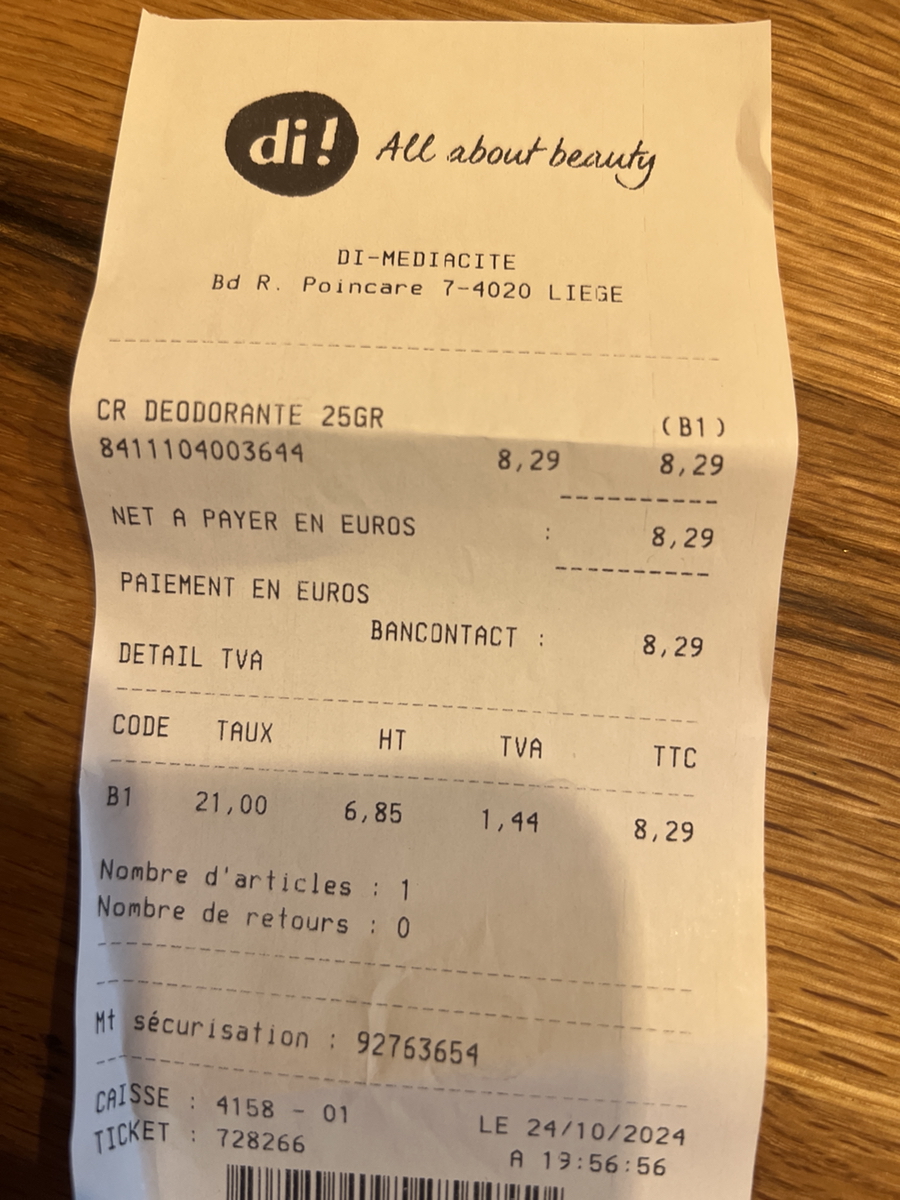 di! All about beauty
DI-MEDIACITE
Bd R. Poincare 7-4020 LIEGE
CR DEODORANTE 25GR (B1)
8411104003644 8,29 8,29
NET A PAYER EN EUROS : 8,29
PAIEMENT EN EUROS
BANCONTACT : 8,29
DETAIL TVA
CODE TAUX HT TVA TTC
B1 21,00 6,85 1,44 8,29
Nombre d'articles : 1
Nombre de retours : 0
Mt sécurisation : 92763654
CAISSE : 4158 - 01 LE 24/10/2024
TICKET : 728266 A 19:56:56